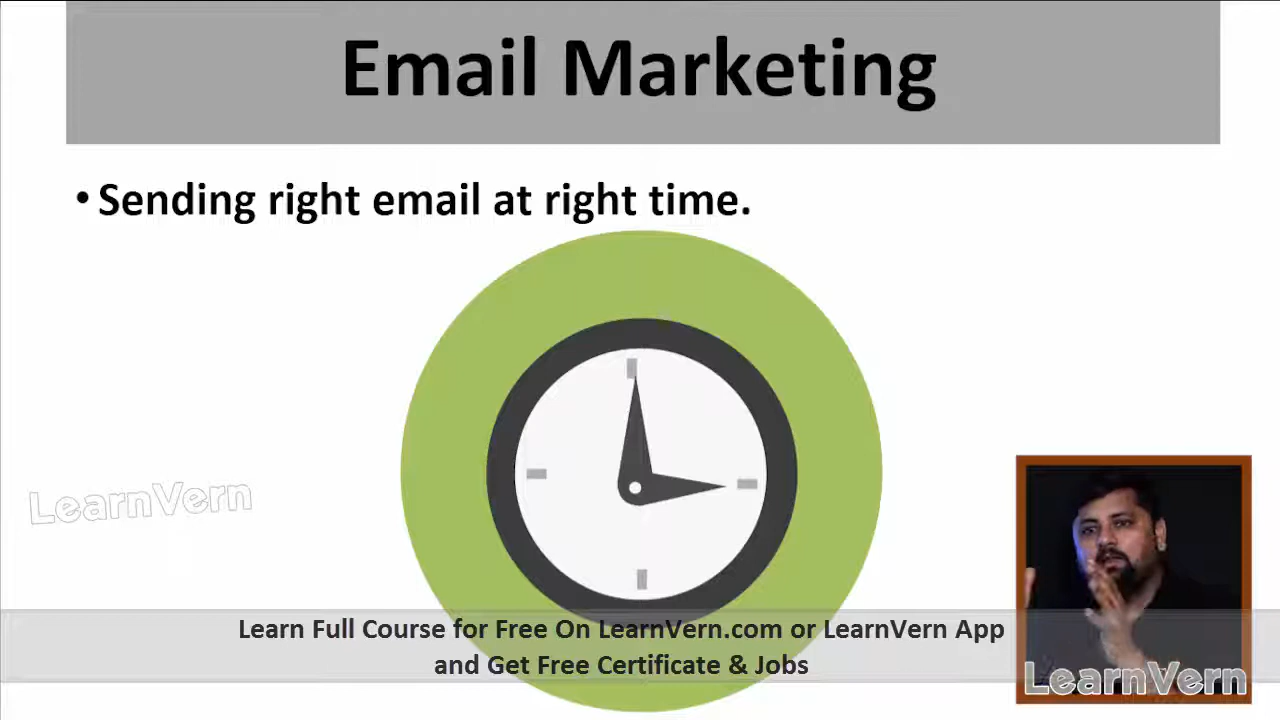 Email Marketing
• Sending right email at right time.
LearnVern
Learn Full Course for Free On LearnVern.com or LearnVern App
and Get Free Certificate & Jobs
LearnVern